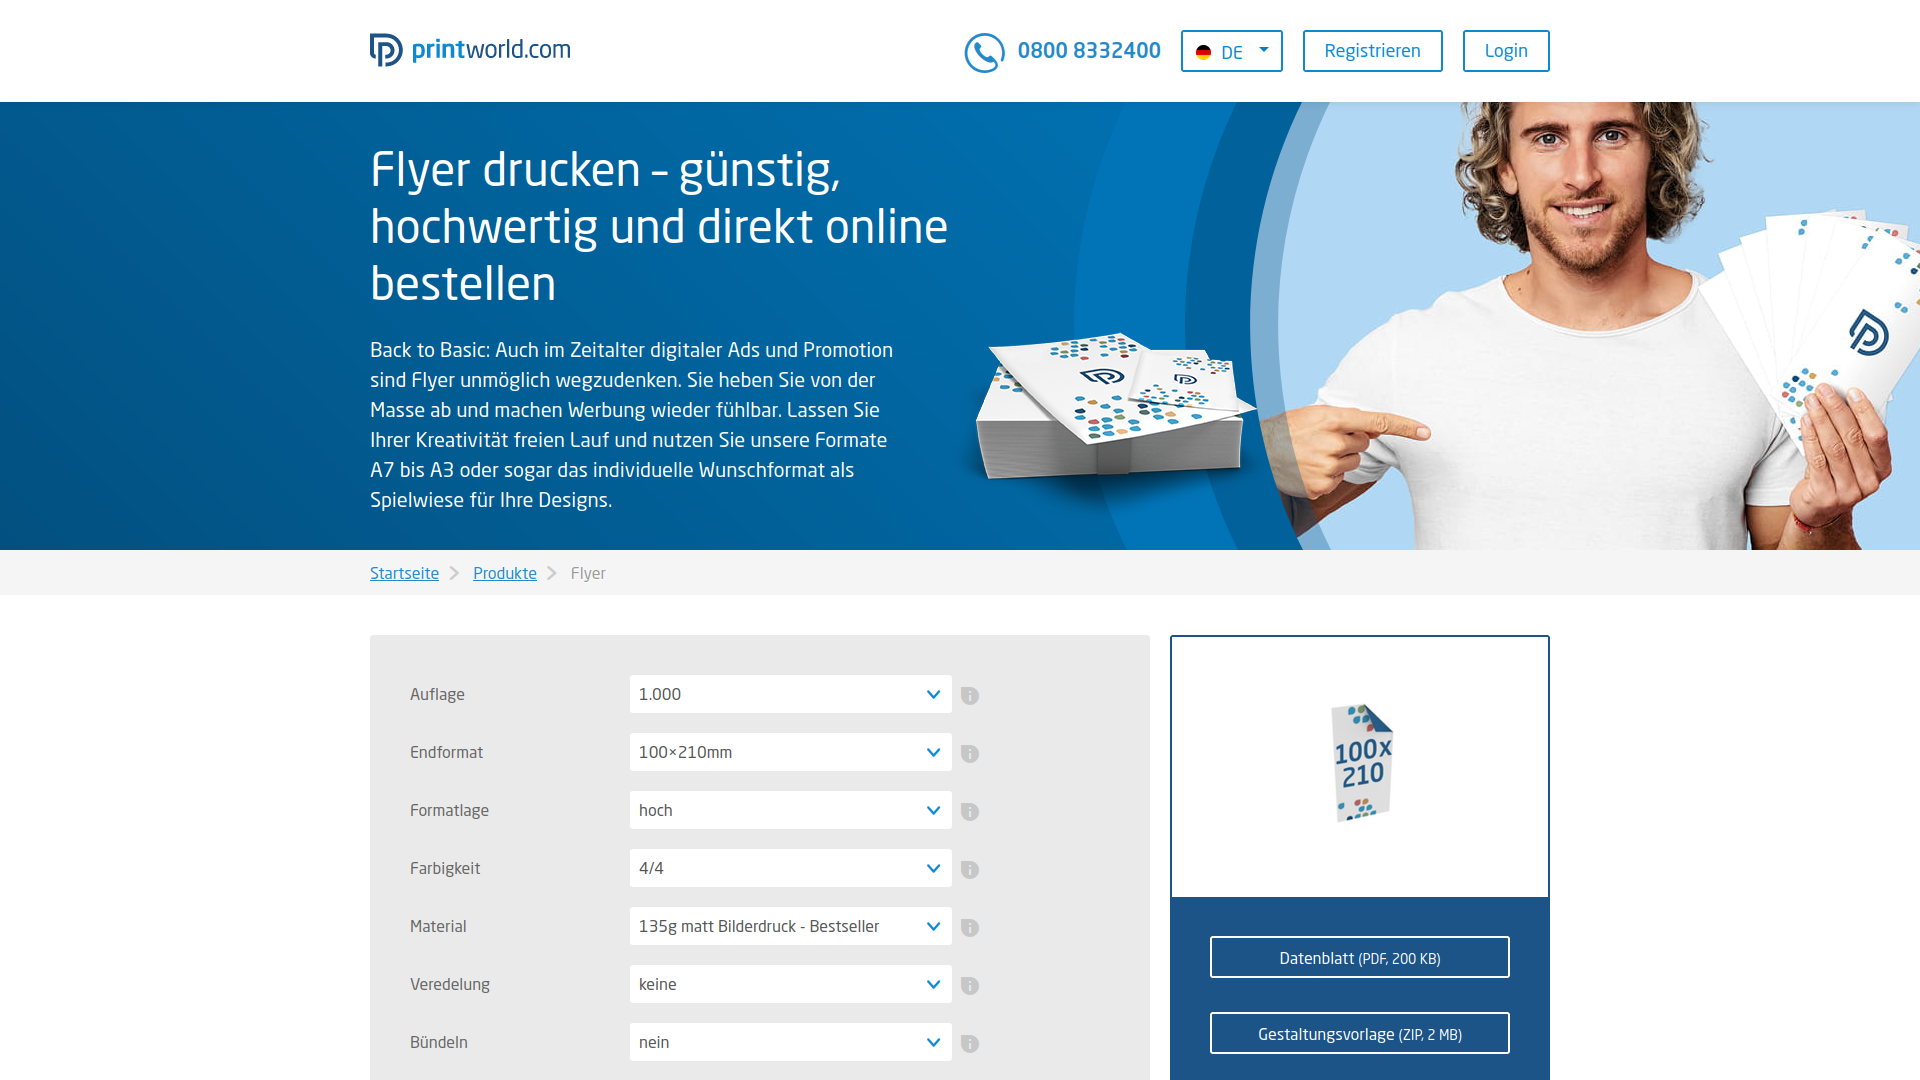 printworld.com
0800 8332400
DE
Registrieren
Login
Flyer drucken – günstig,
hochwertig und direkt online
bestellen
Back to Basic: Auch im Zeitalter digitaler Ads und Promotion
sind Flyer unmöglich wegzudenken. Sie heben Sie von der
Masse ab und machen Werbung wieder fühlbar. Lassen Sie
Ihrer Kreativität freien Lauf und nutzen Sie unsere Formate
A7 bis A3 oder sogar das individuelle Wunschformat als
Spielwiese für Ihre Designs.
Startseite
Produkte
Flyer
Auflage
1.000
Endformat
100×210mm
Formatlage
hoch
Farbigkeit
4/4
Material
135g matt Bilderdruck - Bestseller
Veredelung
keine
Bündeln
nein
100x
210
Datenblatt (PDF, 200 KB)
Gestaltungsvorlage (ZIP, 2 MB)